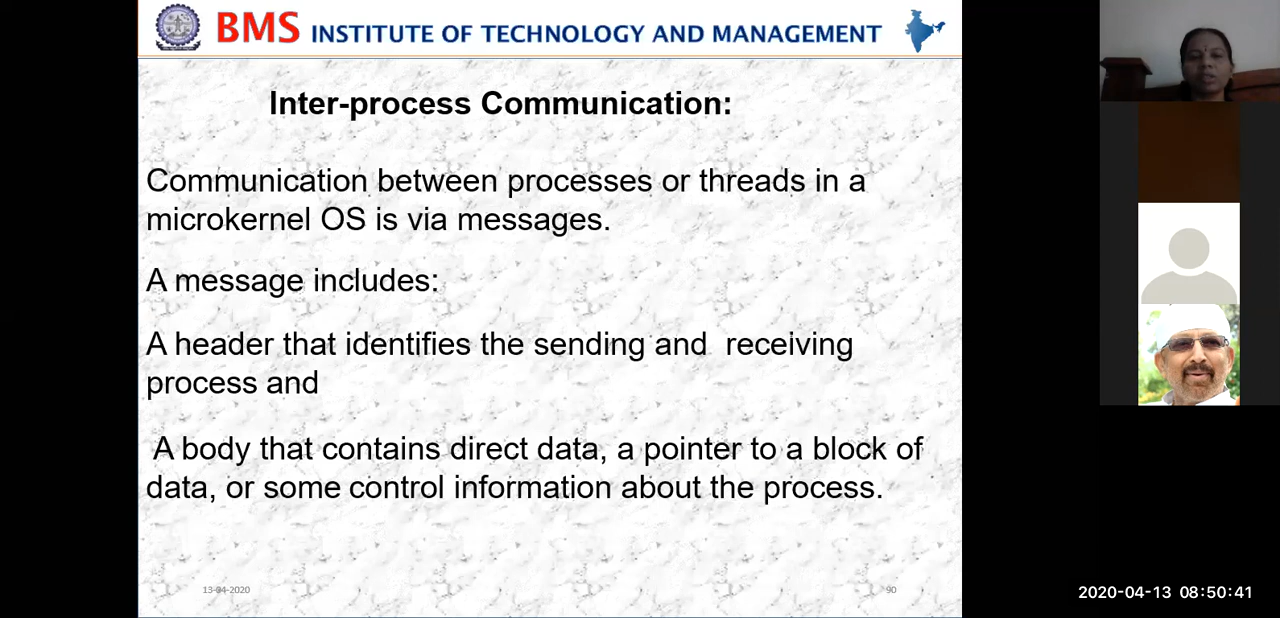 BMS INSTITUTE OF TECHNOLOGY AND MANAGEMENT
Inter-process Communication:
Communication between processes or threads in a
microkernel OS is via messages.
A message includes:
A header that identifies the sending and receiving
process and
A body that contains direct data, a pointer to a block of
data, or some control information about the process.
13-04-2020
90
2020-04-13 08:50:41